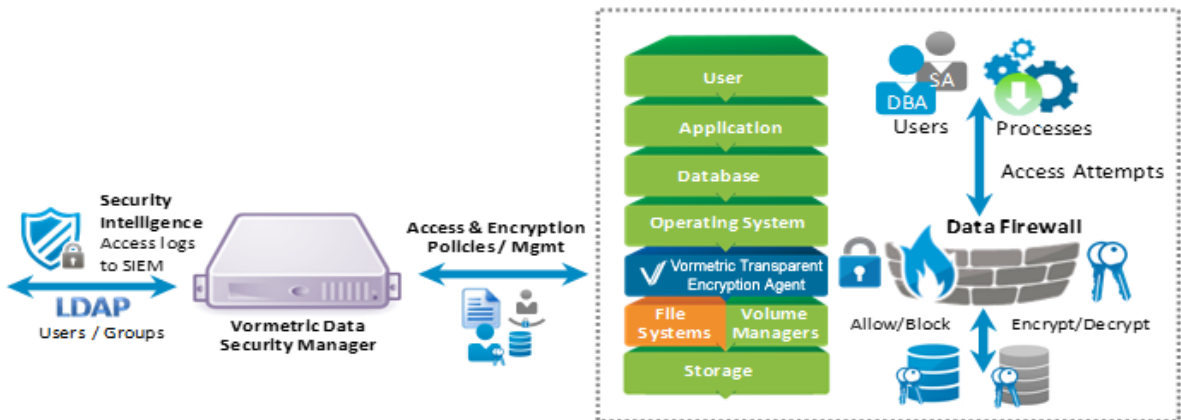 Security
Intelligence
Access logs
to SIEM
LDAP
Users / Groups
Vormetric Data
Security Manager
Access & Encryption
Policies / Mgmt
User
Application
Database
Operating System
Vormetric Transparent
Encryption Agent
File
Systems
Volume
Managers
Storage
SA
DBA
Users
Processes
Access Attempts
Data Firewall
Allow/Block
Encrypt/Decrypt